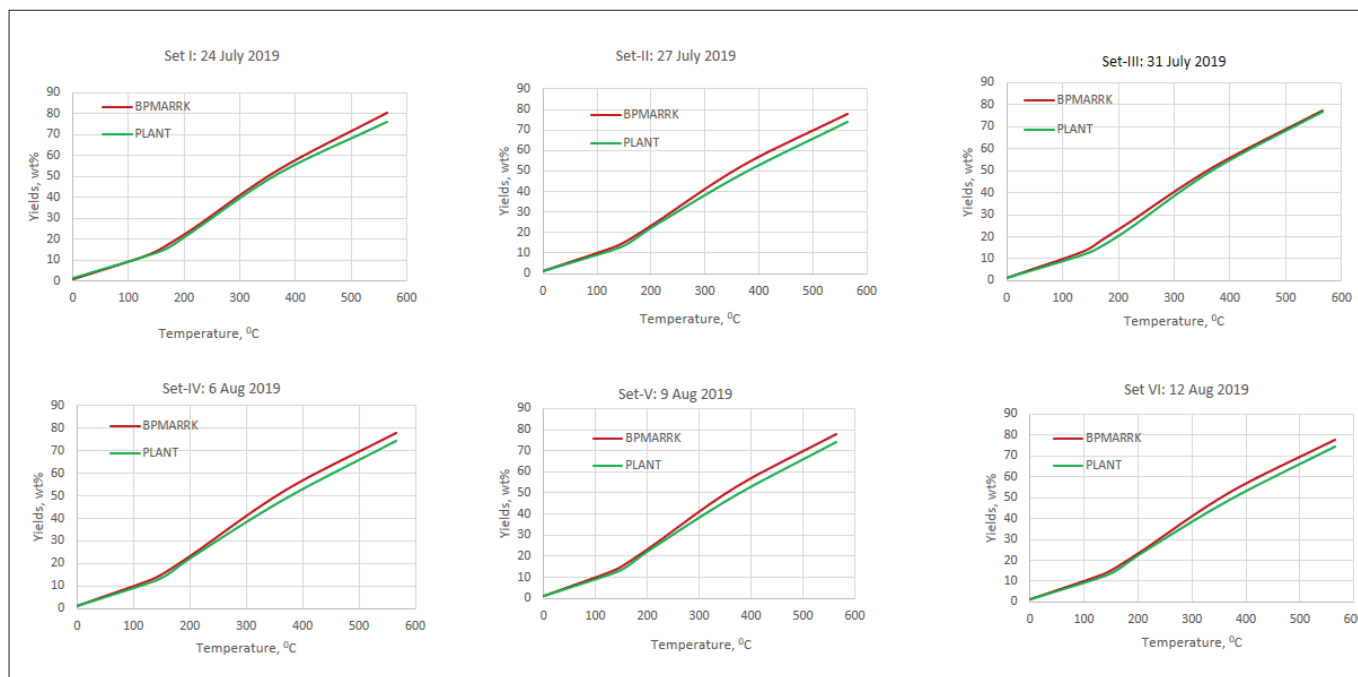 Set I: 24 July 2019
90
80
70
60
50
40
30
20
10
0
Yields, wt%
BPMARRK
PLANT
0 100 200 300 400 500 600
Temperature, ⁰C
Set-II: 27 July 2019
90
80
70
60
50
40
30
20
10
0
Yields, wt%
BPMARRK
PLANT
0 100 200 300 400 500 600
Temperature, ⁰C
Set-III: 31 July 2019
90
80
70
60
50
40
30
20
10
0
Yields, wt%
BPMARRK
PLANT
0 100 200 300 400 500 600
Temperature, ⁰C
Set-IV: 6 Aug 2019
90
80
70
60
50
40
30
20
10
0
Yields, wt%
BPMARRK
PLANT
0 100 200 300 400 500 600
Temperature, ⁰C
Set-V: 9 Aug 2019
90
80
70
60
50
40
30
20
10
0
Yields, wt%
BPMARRK
PLANT
0 100 200 300 400 500 600
Temperature, ⁰C
Set VI: 12 Aug 2019
90
80
70
60
50
40
30
20
10
0
Yields, wt%
BPMARRK
PLANT
0 100 200 300 400 500 600
Temperature, ⁰C